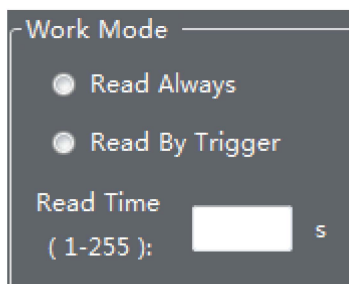 Work Mode
Read Always
Read By Trigger
Read Time
( 1-255 ):
s